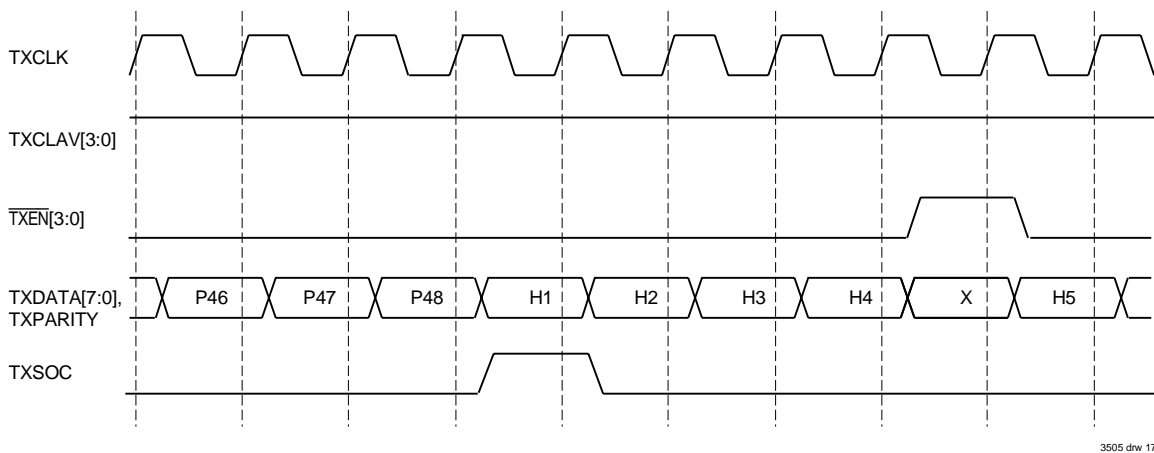 TXCLK
TXCLAV[3:0]
TXEN[3:0]
TXDATA[7:0],
TXPARITY
P46 P47 P48 H1 H2 H3 H4 X H5
TXSOC
3505 drw 17